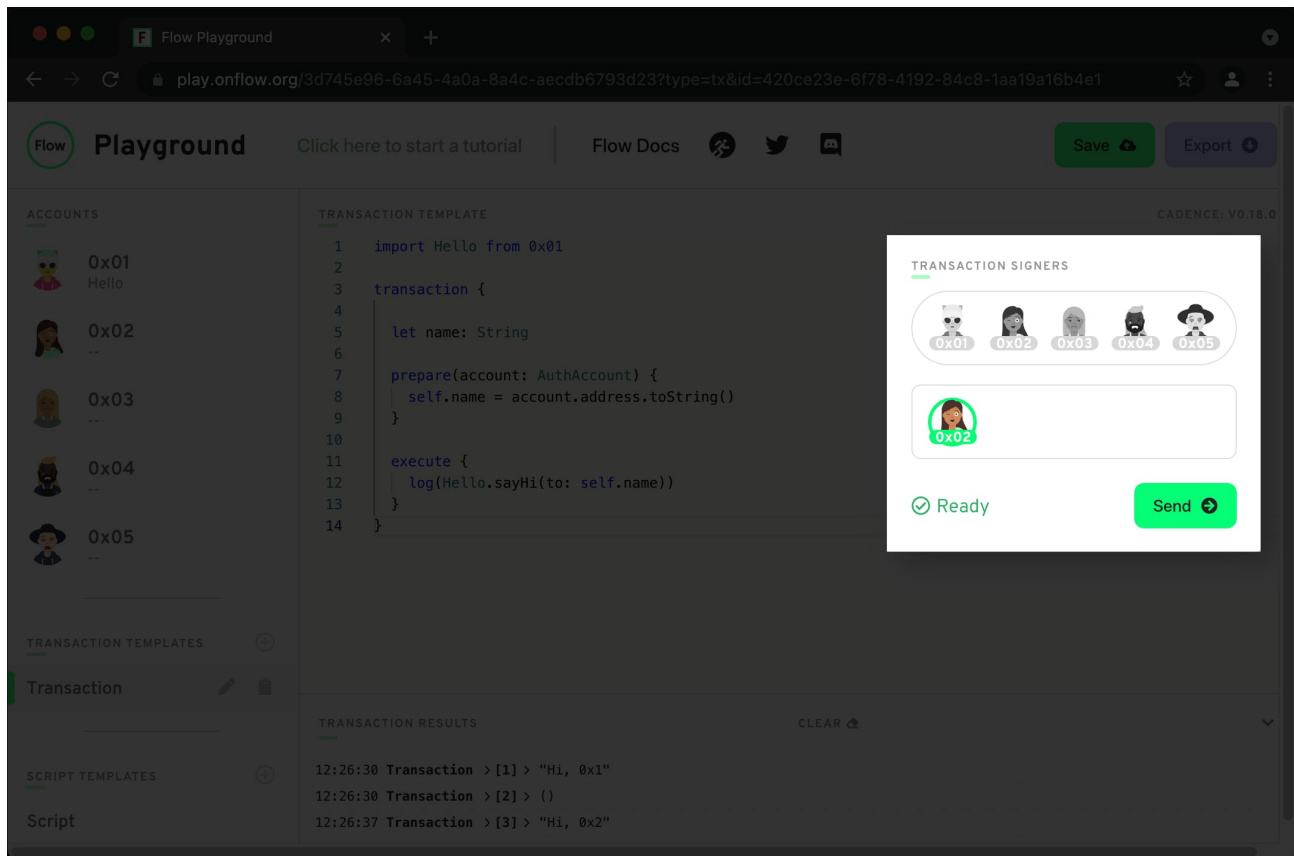 F Flow Playground
play.onflow.org/3d745e96-6a45-4a0a-8a4c-aecdb6793d23?type=tx&id=420ce23e-6f78-4192-84c8-1aa19a16b4e1
Flow Playground Click here to start a tutorial Flow Docs Save Export
ACCOUNTS
0x01
Hello
0x02
--
0x03
--
0x04
--
0x05
--
TRANSACTION TEMPLATES
Transaction
SCRIPT TEMPLATES
Script
TRANSACTION TEMPLATE
CADENCE: V0.18.0
1 import Hello from 0x01
2
3 transaction {
4
5 let name: String
6
7 prepare(account: AuthAccount) {
8 self.name = account.address.toString()
9 }
10
11 execute {
12 log(Hello.sayHi(to: self.name))
13 }
14 }
TRANSACTION SIGNERS
0x01 0x02 0x03 0x04 0x05
0x02
Ready Send
TRANSACTION RESULTS CLEAR
12:26:30 Transaction > [1] > "Hi, 0x1"
12:26:30 Transaction > [2] > ()
12:26:37 Transaction > [3] > "Hi, 0x2"